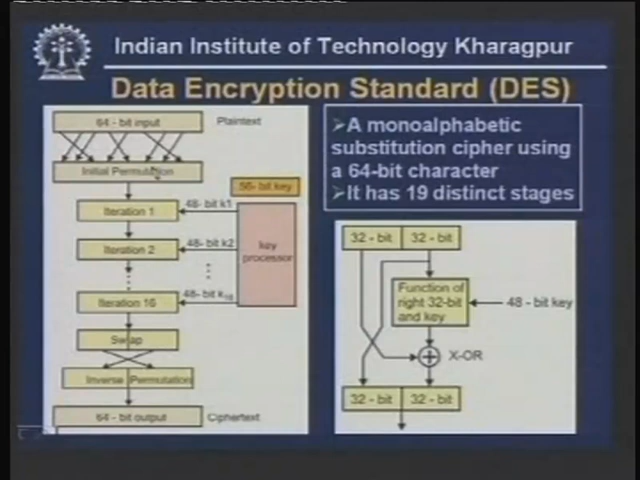 Indian Institute of Technology Kharagpur
Data Encryption Standard (DES)
64 - bit input
Plaintext
Initial Permutation
56- bit key
Iteration 1
48- bit k1
Iteration 2
48- bit k2
key
processor
Iteration 16
48- bit k16
Swap
Inverse Permutation
64 - bit output
Ciphertext
➢A monoalphabetic
substitution cipher using
a 64-bit character
➢It has 19 distinct stages
32 - bit
32 - bit
Function of
right 32-bit
and key
48 - bit key
X-OR
32 - bit
32 - bit